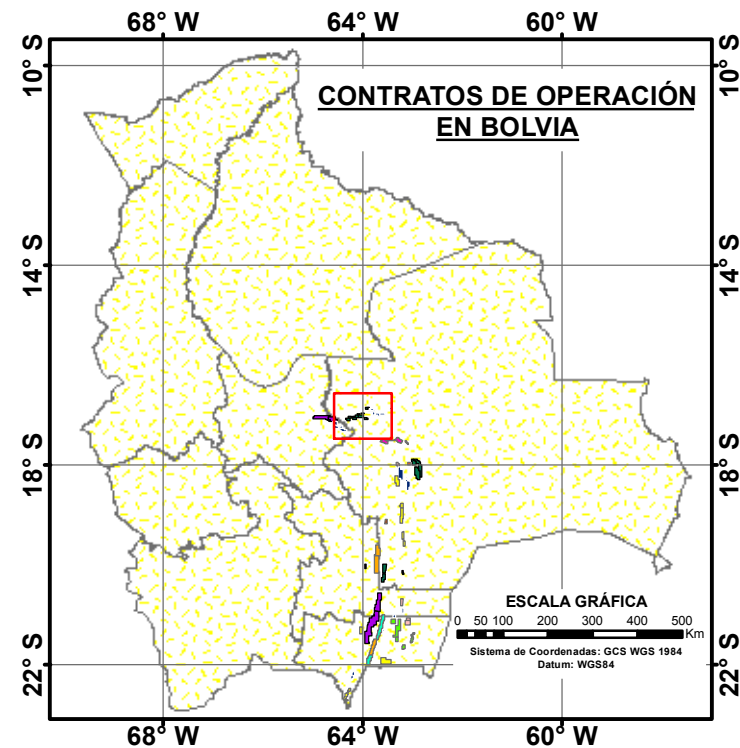 68° W 64° W 60° W
10° S 10° S
CONTRATOS DE OPERACIÓN
EN BOLVIA
14° S 14° S
18° S 18° S
ESCALA GRÁFICA
0 50 100 200 300 400 500
Km
Sistema de Coordenadas: GCS WGS 1984
Datum: WGS84
22° S 22° S
68° W 64° W 60° W